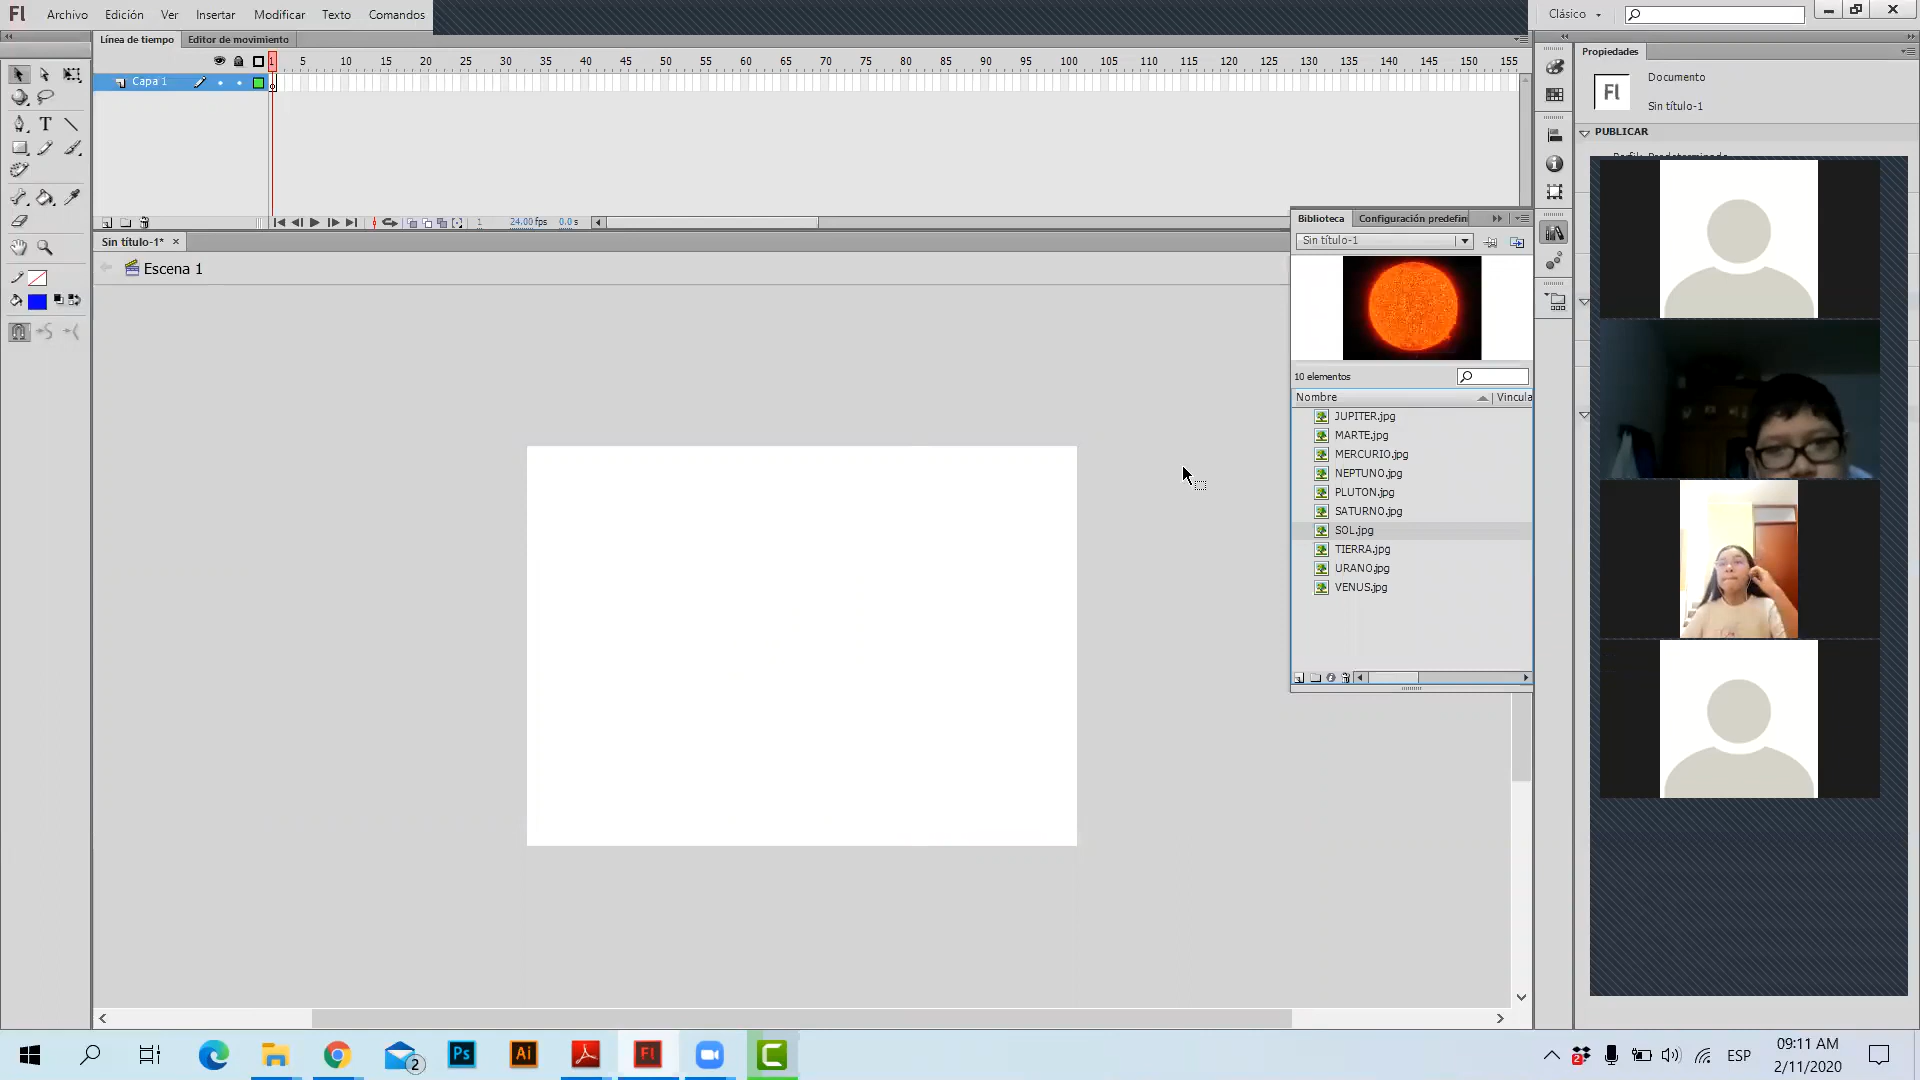 Fl Archivo Edición Ver Insertar Modificar Texto Comandos
Clásico
Línea de tiempo Editor de movimiento
Propiedades
1 5 10 15 20 25 30 35 40 45 50 55 60 65 70 75 80 85 90 95 100 105 110 115 120 125 130 135 140 145 150 155
Capa 1
Fl
Documento
Sin título-1
PUBLICAR
1 24.00 fps 0.0 s
Sin título-1*
Escena 1
Biblioteca Configuración predefin
Sin título-1
10 elementos
Nombre Vincula
JUPITER.jpg
MARTE.jpg
MERCURIO.jpg
NEPTUNO.jpg
PLUTON.jpg
SATURNO.jpg
SOL.jpg
TIERRA.jpg
URANO.jpg
VENUS.jpg
2
Ps
Ai
Fl
2
ESP
09:11 AM
2/11/2020